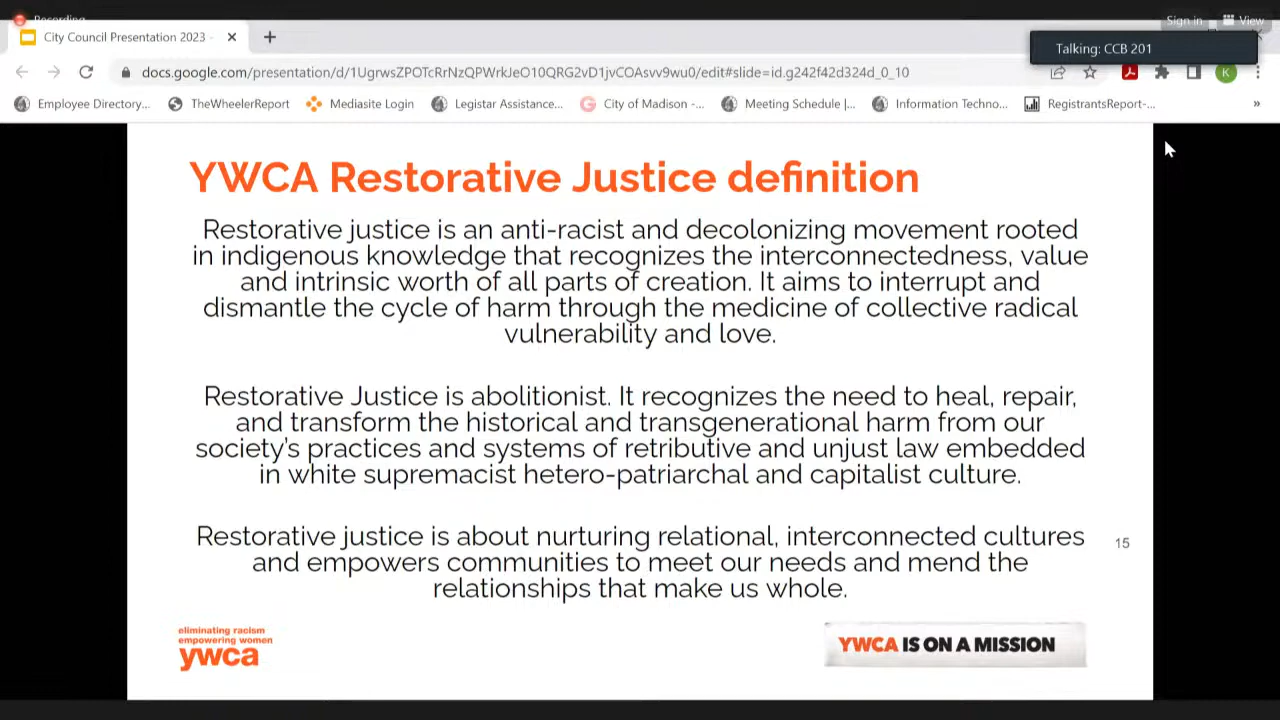 Recording
Sign in
View
City Council Presentation 2023 -
Talking: CCB 201
docs.google.com/presentation/d/1UgrwsZPOTcRrNzQPWrkJeO10QRG2vD1jvCOAsvv9wu0/edit#slide=id.g242f42d324d_0_10
K
Employee Directory...
TheWheelerReport
Mediasite Login
Legistar Assistance...
City of Madison -...
Meeting Schedule |...
Information Techno...
RegistrantsReport-...
»
YWCA Restorative Justice definition
Restorative justice is an anti-racist and decolonizing movement rooted
in indigenous knowledge that recognizes the interconnectedness, value
and intrinsic worth of all parts of creation. It aims to interrupt and
dismantle the cycle of harm through the medicine of collective radical
vulnerability and love.
Restorative Justice is abolitionist. It recognizes the need to heal, repair,
and transform the historical and transgenerational harm from our
society's practices and systems of retributive and unjust law embedded
in white supremacist hetero-patriarchal and capitalist culture.
Restorative justice is about nurturing relational, interconnected cultures
and empowers communities to meet our needs and mend the
relationships that make us whole.
15
eliminating racism
empowering women
ywca
YWCA IS ON A MISSION